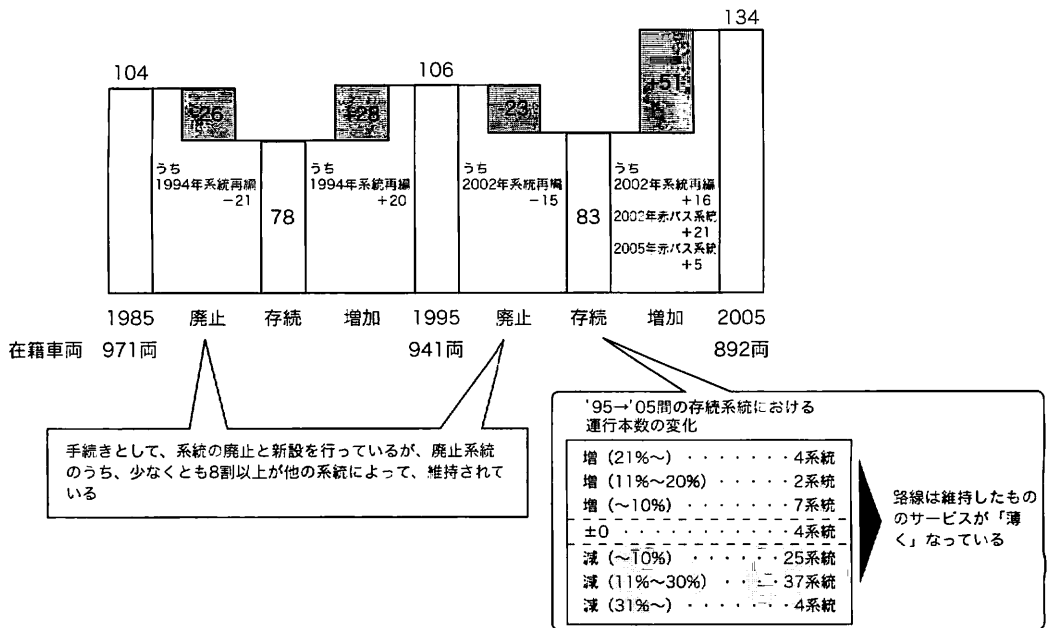 134
104
106
-26
+28
-23
+51
うち
1994年系統再編
−21
78
うち
1994年系統再編
+20
うち
2002年系統再編
−15
83
うち
2002年系統再編
+16
2002年赤バス系統
+21
2005年赤バス系統
+5
1985 廃止 存続 増加 1995 廃止 存続 増加 2005
在籍車両 971両 941両 892両
手続きとして、系統の廃止と新設を行っているが、廃止系統
のうち、少なくとも8割以上が他の系統によって、維持されて
いる
'95→'05間の存続系統における
運行本数の変化
増（21%〜）・・・・・・・4系統
増（11%〜20%）・・・・・2系統
増（〜10%）・・・・・・・7系統
±0・・・・・・・・・・・4系統
減（〜10%）・・・・・・25系統
減（11%〜30%）・・・・37系統
減（31%〜）・・・・・・・4系統
路線は維持したもの
のサービスが「薄
く」なっている